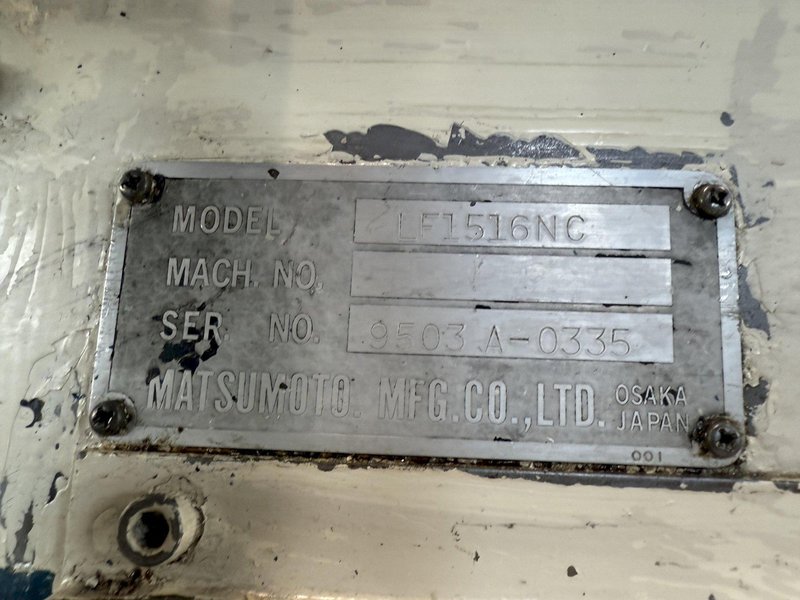 MODEL LF1516NC
MACH. NO.
SER. NO. 9503 A-0335
MATSUMOTO. MFG.CO.,LTD. OSAKA JAPAN
001